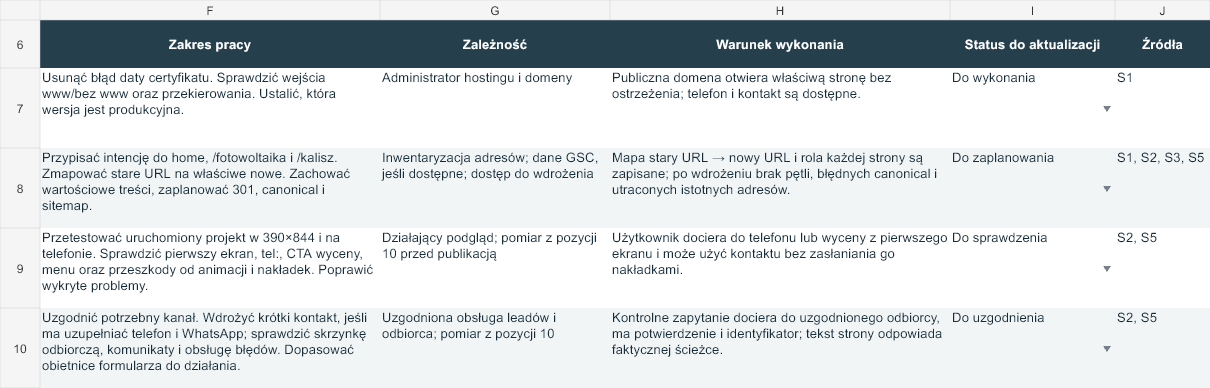 F G H I J
6 Zakres pracy Zależność Warunek wykonania Status do aktualizacji Źródła
7
Usunąć błąd daty certyfikatu. Sprawdzić wejścia
www/bez www oraz przekierowania. Ustalić, która
wersja jest produkcyjna.
Administrator hostingu i domeny
Publiczna domena otwiera właściwą stronę bez
ostrzeżenia; telefon i kontakt są dostępne.
Do wykonania
S1
8
Przypisać intencję do home, /fotowoltaika i /kalisz.
Zmapować stare URL na właściwe nowe. Zachować
wartościowe treści, zaplanować 301, canonical i
sitemap.
Inwentaryzacja adresów; dane GSC,
jeśli dostępne; dostęp do wdrożenia
Mapa stary URL → nowy URL i rola każdej strony są
zapisane; po wdrożeniu brak pętli, błędnych canonical i
utraconych istotnych adresów.
Do zaplanowania
S1, S2, S3, S5
9
Przetestować uruchomiony projekt w 390×844 i na
telefonie. Sprawdzić pierwszy ekran, tel:, CTA wyceny,
menu oraz przeszkody od animacji i nakładek. Poprawić
wykryte problemy.
Działający podgląd; pomiar z pozycji
10 przed publikacją
Użytkownik dociera do telefonu lub wyceny z pierwszego
ekranu i może użyć kontaktu bez zasłaniania go
nakładkami.
Do sprawdzenia
S2, S5
10
Uzgodnić potrzebny kanał. Wdrożyć krótki kontakt, jeśli
ma uzupełniać telefon i WhatsApp; sprawdzić skrzynkę
odbiorczą, komunikaty i obsługę błędów. Dopasować
obietnice formularza do działania.
Uzgodniona obsługa leadów i
odbiorca; pomiar z pozycji 10
Kontrolne zapytanie dociera do uzgodnionego odbiorcy,
ma potwierdzenie i identyfikator; tekst strony odpowiada
faktycznej ścieżce.
Do uzgodnienia
S2, S5